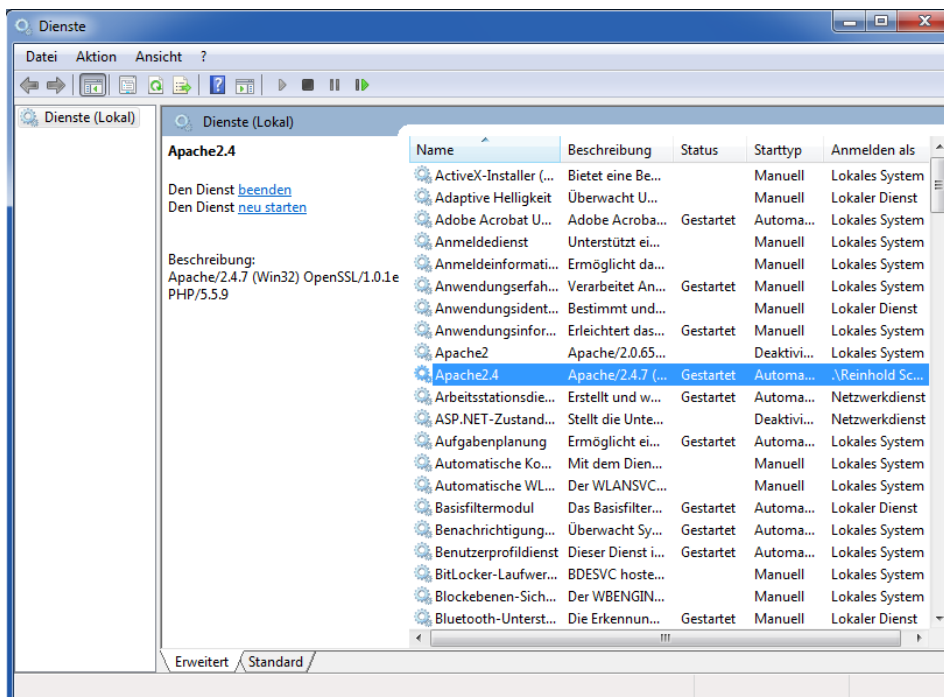 Dienste
Datei Aktion Ansicht ?
Dienste (Lokal)
Dienste (Lokal)
Apache2.4
Den Dienst beenden
Den Dienst neu starten
Beschreibung:
Apache/2.4.7 (Win32) OpenSSL/1.0.1e
PHP/5.5.9
Name Beschreibung Status Starttyp Anmelden als
ActiveX-Installer (... Bietet eine Be... Manuell Lokales System
Adaptive Helligkeit Überwacht U... Manuell Lokaler Dienst
Adobe Acrobat U... Adobe Acroba... Gestartet Automa... Lokales System
Anmeldedienst Unterstützt ei... Manuell Lokales System
Anmeldeinformati... Ermöglicht da... Manuell Lokales System
Anwendungserfah... Verarbeitet An... Gestartet Manuell Lokales System
Anwendungsident... Bestimmt und... Manuell Lokaler Dienst
Anwendungsinfor... Erleichtert das... Gestartet Manuell Lokales System
Apache2 Apache/2.0.65... Deaktivi... Lokales System
Apache2.4 Apache/2.4.7 (... Gestartet Automa... .\Reinhold Sc...
Arbeitsstationsdie... Erstellt und w... Gestartet Automa... Netzwerkdienst
ASP.NET-Zustand... Stellt die Unte... Deaktivi... Netzwerkdienst
Aufgabenplanung Ermöglicht ei... Gestartet Automa... Lokales System
Automatische Ko... Mit dem Dien... Manuell Lokales System
Automatische WL... Der WLANSVC... Manuell Lokales System
Basisfiltermodul Das Basisfilter... Gestartet Automa... Lokaler Dienst
Benachrichtigung... Überwacht Sy... Gestartet Automa... Lokales System
Benutzerprofildienst Dieser Dienst i... Gestartet Automa... Lokales System
BitLocker-Laufwer... BDESVC hoste... Manuell Lokales System
Blockebenen-Sich... Der WBENGIN... Manuell Lokales System
Bluetooth-Unterst... Die Erkennun... Gestartet Manuell Lokaler Dienst
Erweitert Standard